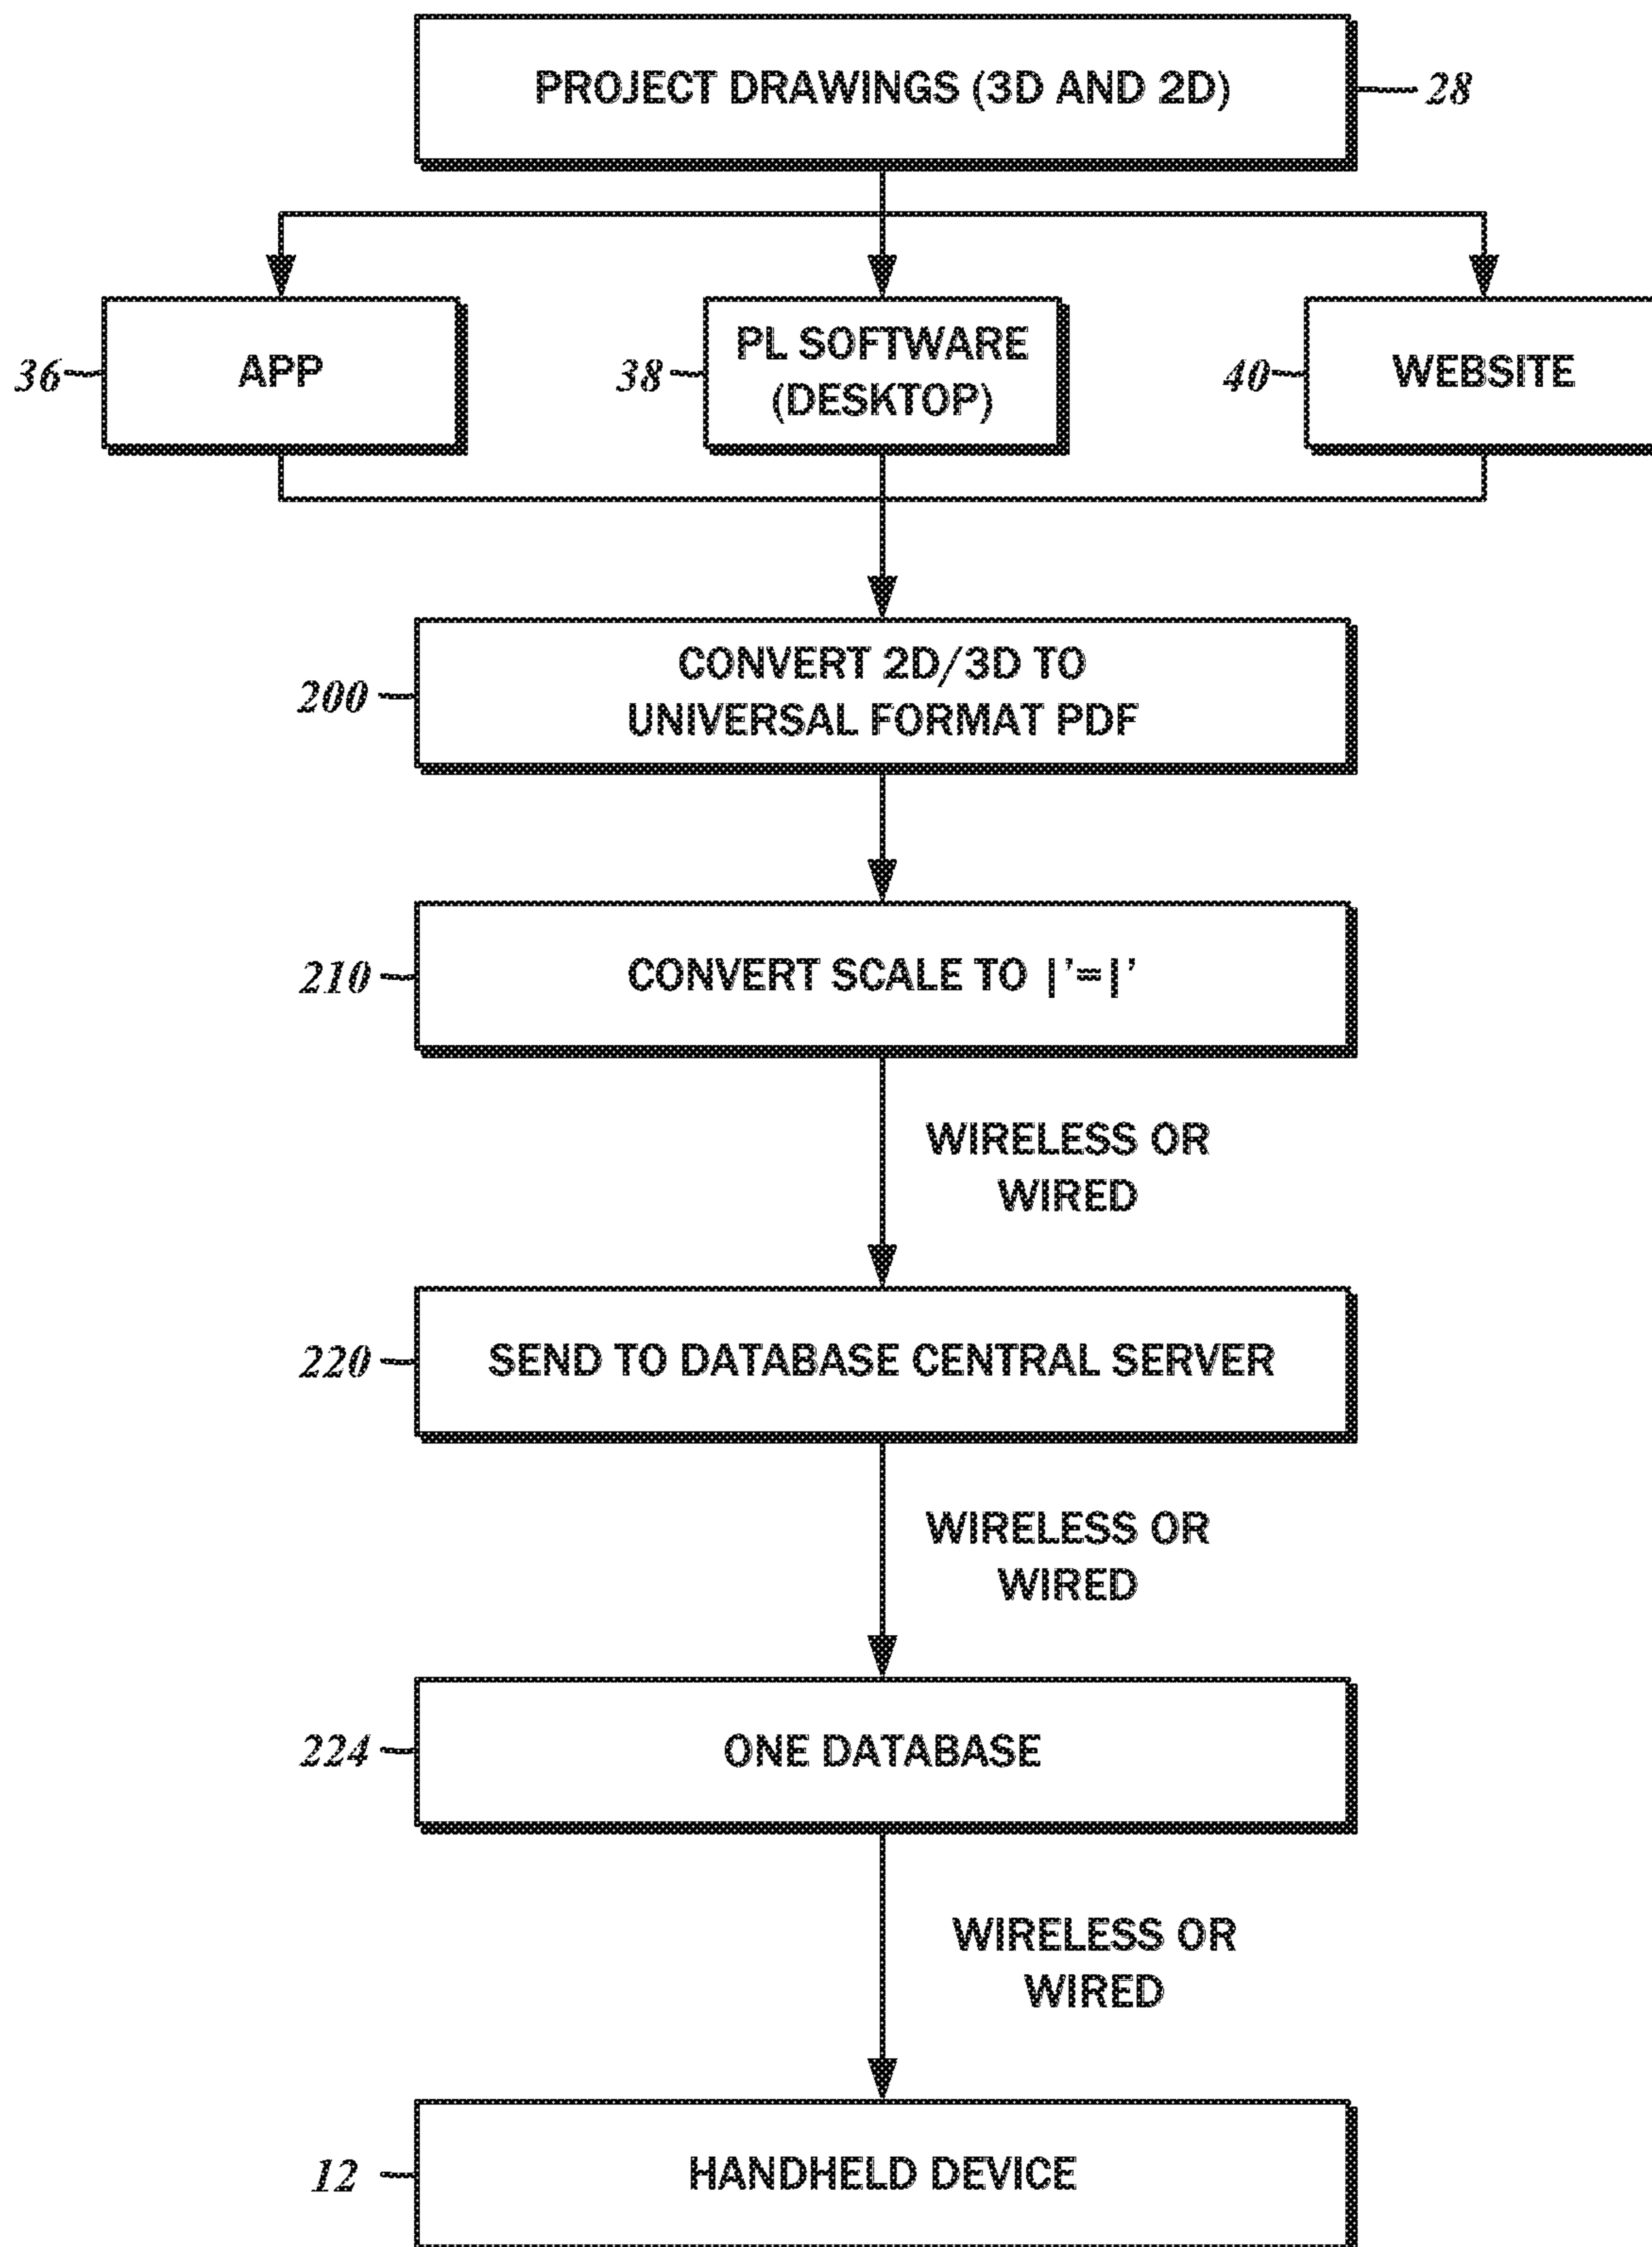 PROJECT DRAWINGS (3D AND 2D)
28
36
APP
38
PL SOFTWARE
(DESKTOP)
40
WEBSITE
200
CONVERT 2D/3D TO
UNIVERSAL FORMAT PDF
210
CONVERT SCALE TO |'=|'
WIRELESS OR
WIRED
220
SEND TO DATABASE CENTRAL SERVER
WIRELESS OR
WIRED
224
ONE DATABASE
WIRELESS OR
WIRED
12
HANDHELD DEVICE